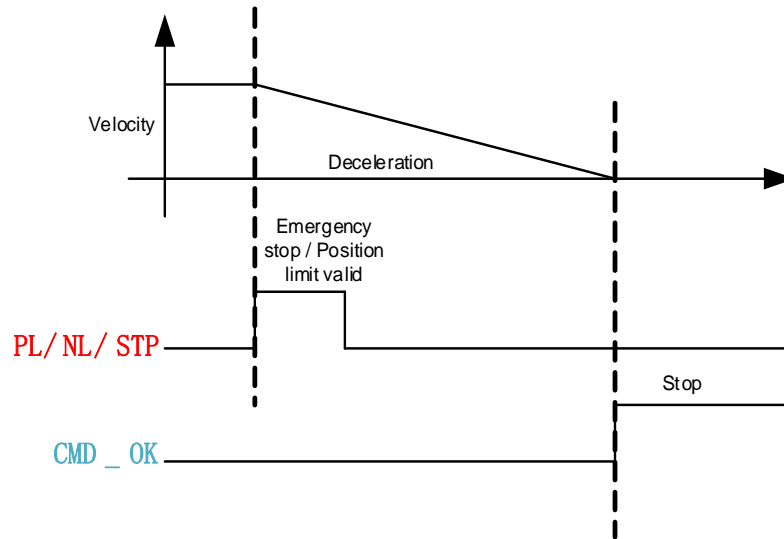 Velocity
Deceleration
Emergency
stop / Position
limit valid
PL/ NL/ STP
Stop
CMD _ OK